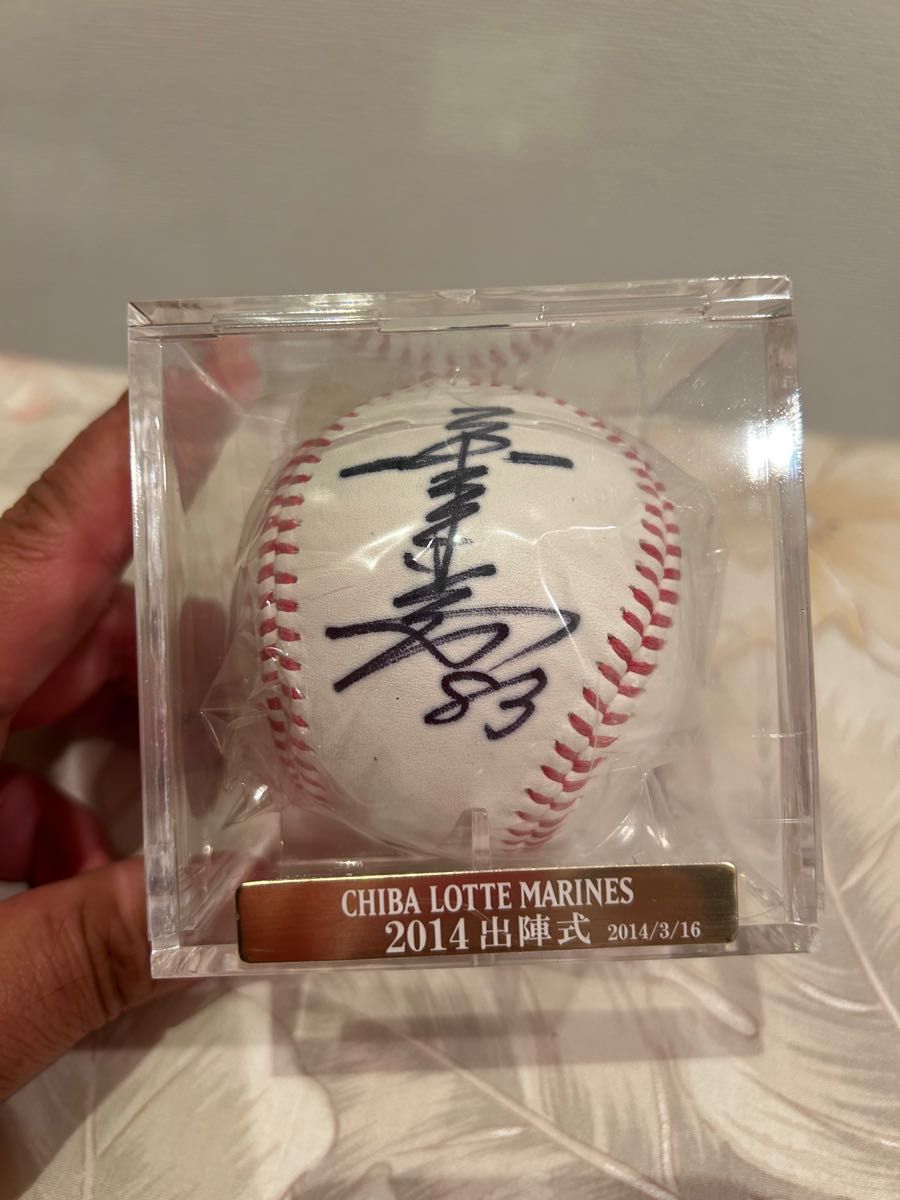 83
CHIBA LOTTE MARINES
2014 出陣式 2014/3/16